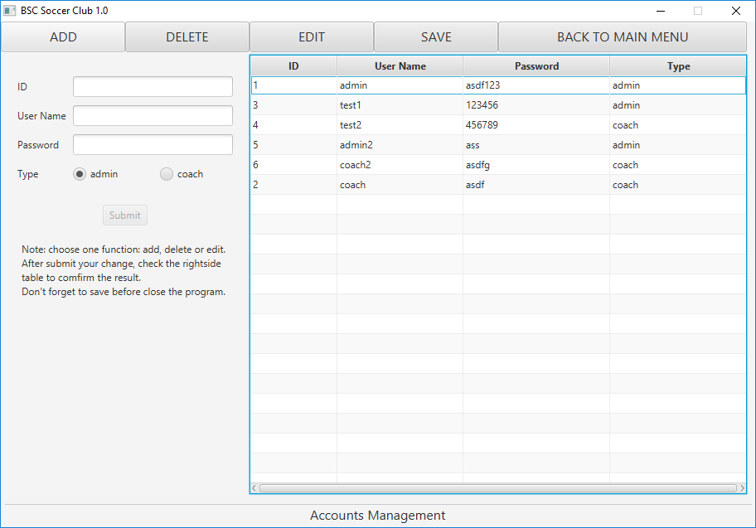 BSC Soccer Club 1.0
ADD DELETE EDIT SAVE BACK TO MAIN MENU
ID
User Name
Password
Type admin coach
Submit
Note: choose one function: add, delete or edit.
After submit your change, check the rightside
table to comfirm the result.
Don't forget to save before close the program.
ID User Name Password Type
1 admin asdf123 admin
3 test1 123456 admin
4 test2 456789 coach
5 admin2 ass admin
6 coach2 asdfg coach
2 coach asdf coach
Accounts Management